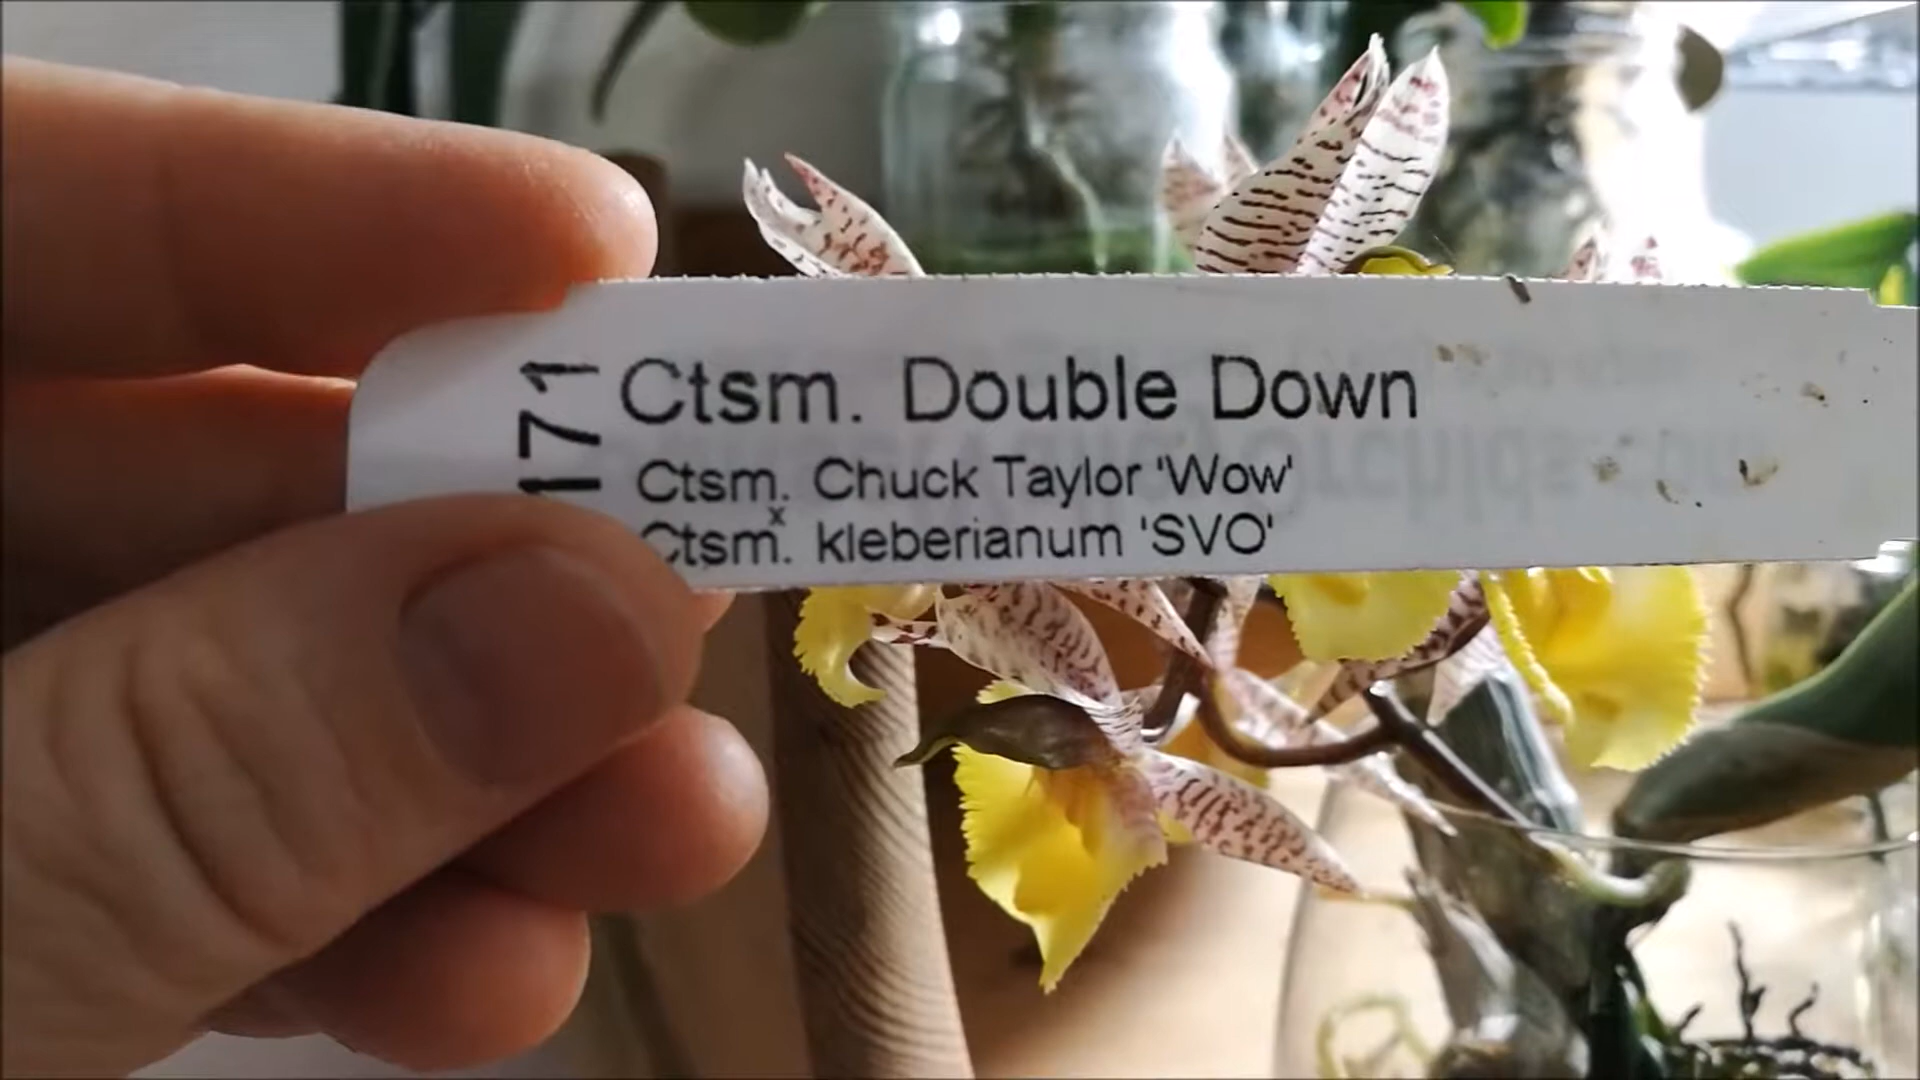 171
Ctsm. Double Down
Ctsm. Chuck Taylor 'Wow'
x
Ctsm. kleberianum 'SVO'